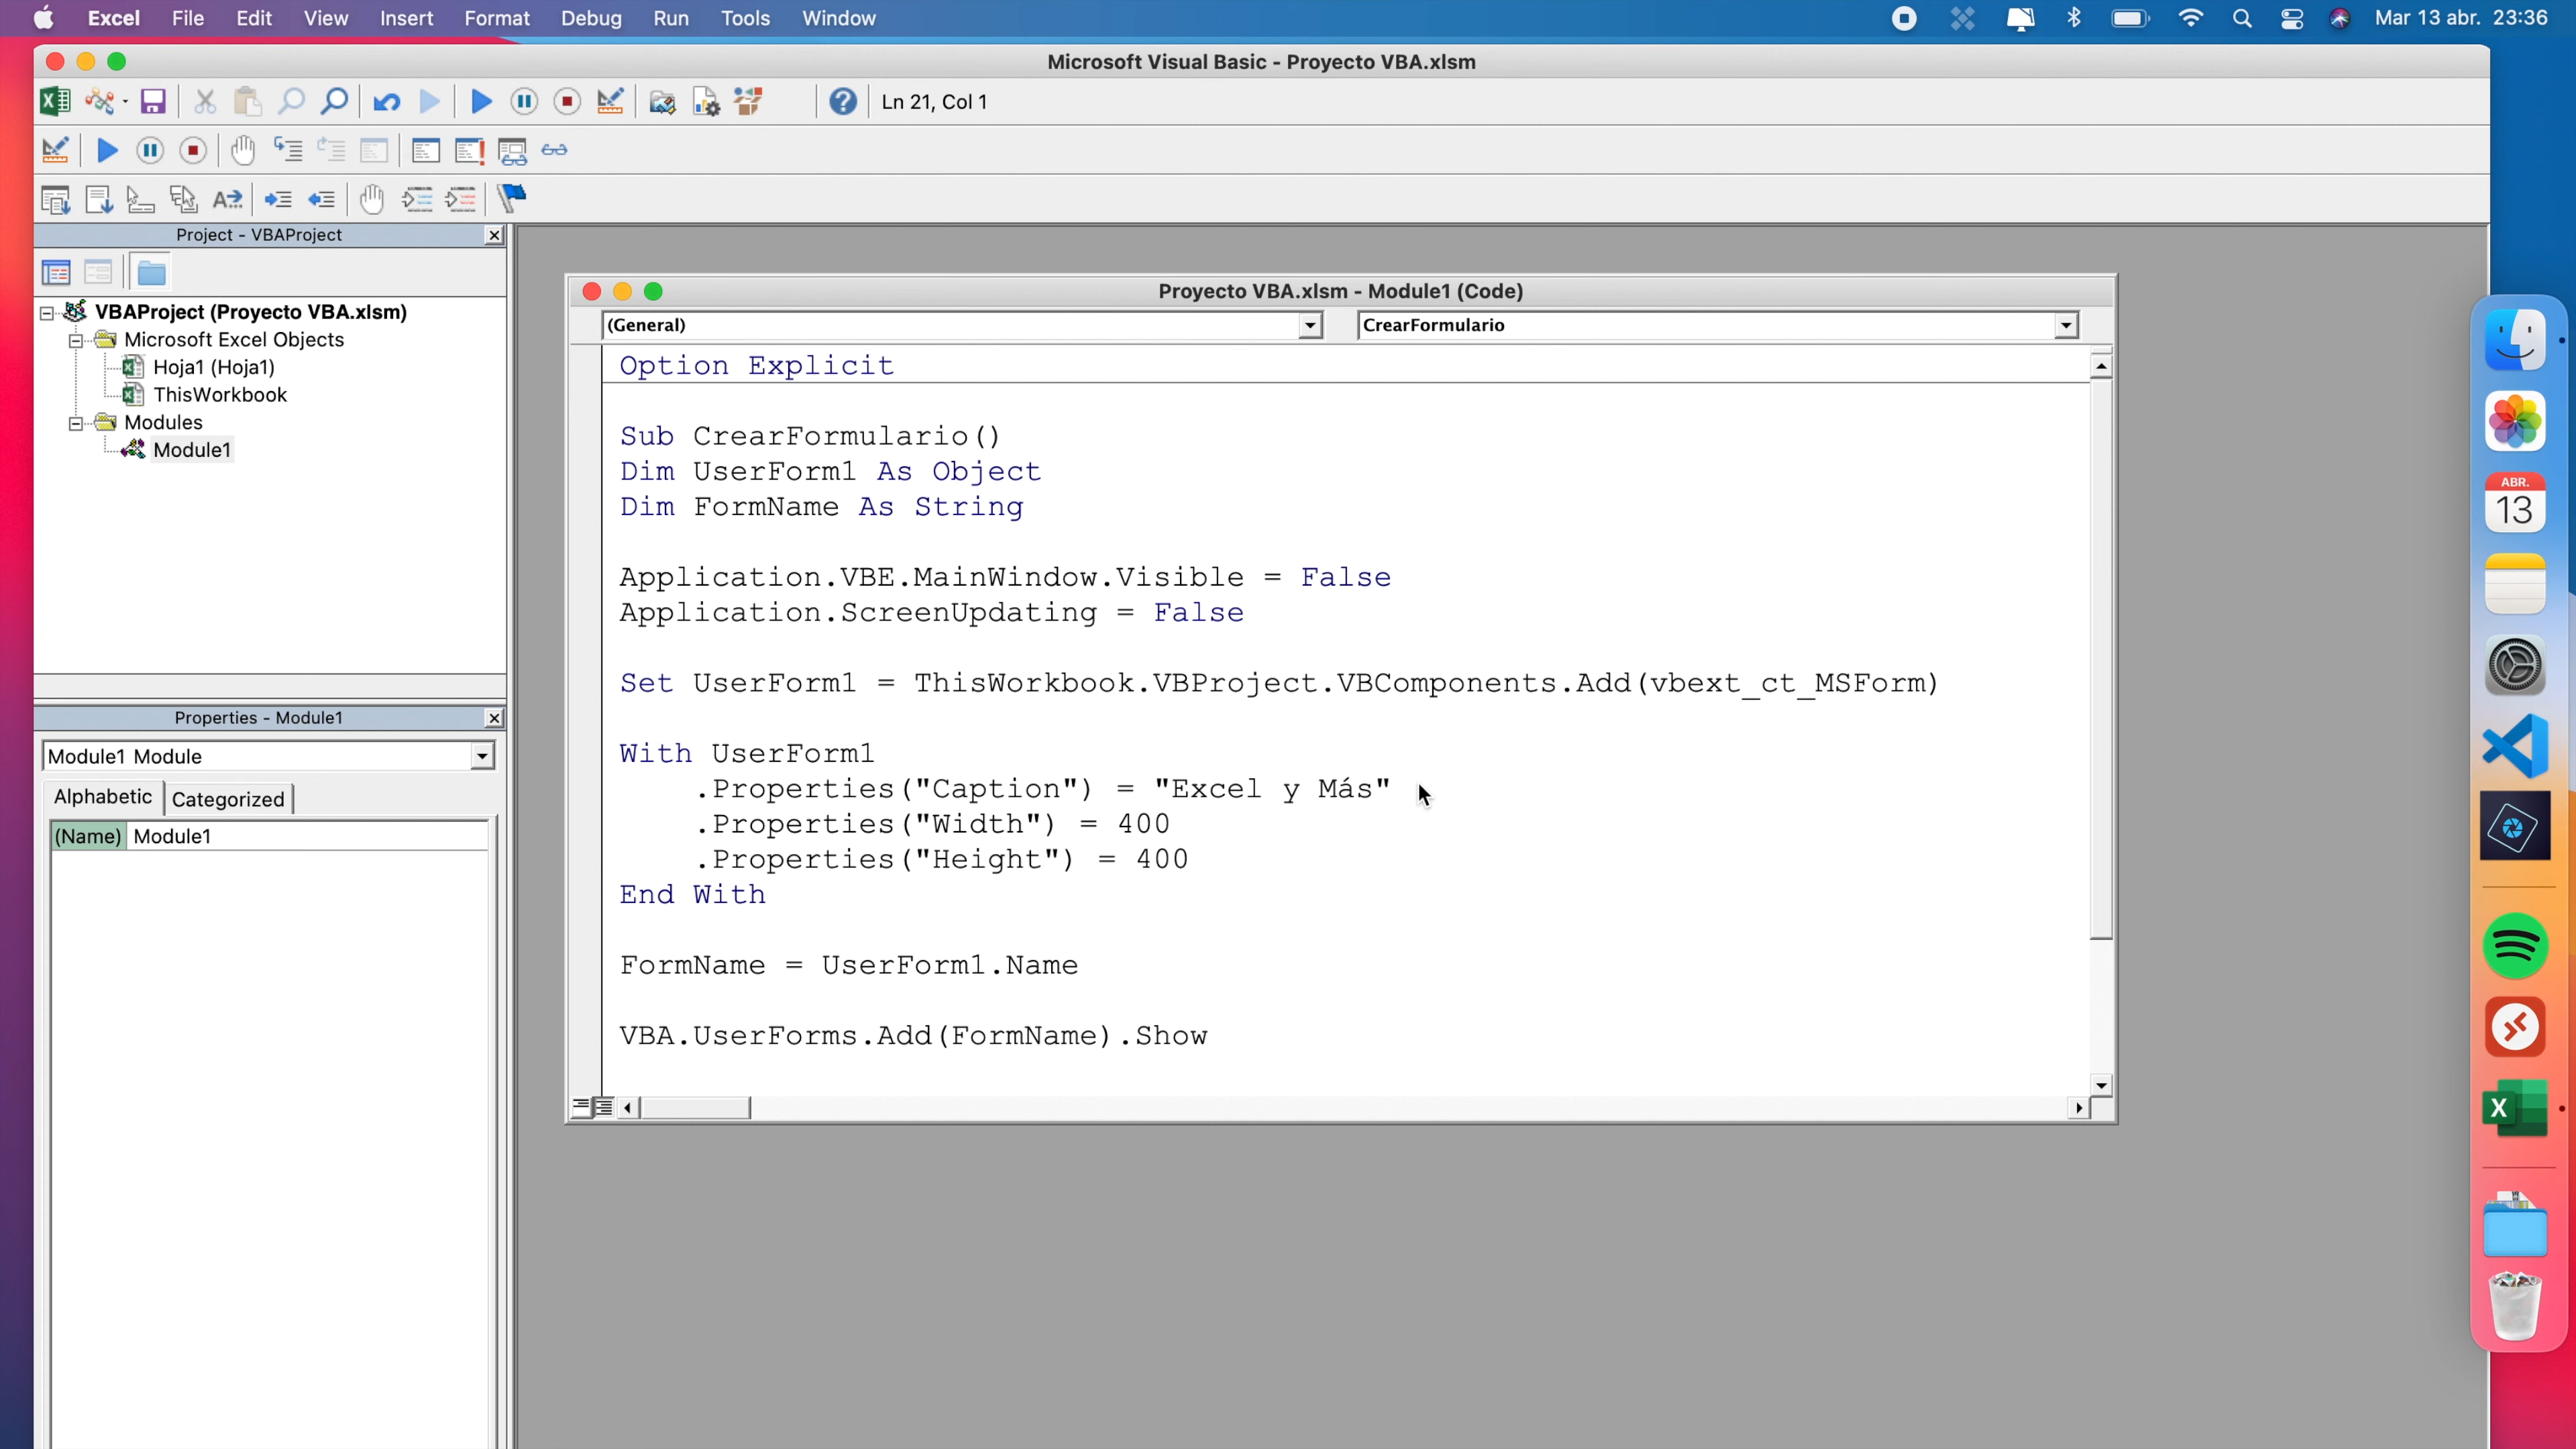 Excel File Edit View Insert Format Debug Run Tools Window Mar 13 abr. 23:36
Microsoft Visual Basic - Proyecto VBA.xlsm
Ln 21, Col 1
Project - VBAProject
VBAProject (Proyecto VBA.xlsm)
Microsoft Excel Objects
Hoja1 (Hoja1)
ThisWorkbook
Modules
Module1
Properties - Module1
Module1 Module
Alphabetic Categorized
(Name) Module1
Proyecto VBA.xlsm - Module1 (Code)
(General) CrearFormulario
Option Explicit
Sub CrearFormulario()
Dim UserForm1 As Object
Dim FormName As String
Application.VBE.MainWindow.Visible = False
Application.ScreenUpdating = False
Set UserForm1 = ThisWorkbook.VBProject.VBComponents.Add(vbext_ct_MSForm)
With UserForm1
.Properties("Caption") = "Excel y Más"
.Properties("Width") = 400
.Properties("Height") = 400
End With
FormName = UserForm1.Name
VBA.UserForms.Add(FormName).Show
ABR.
13
X